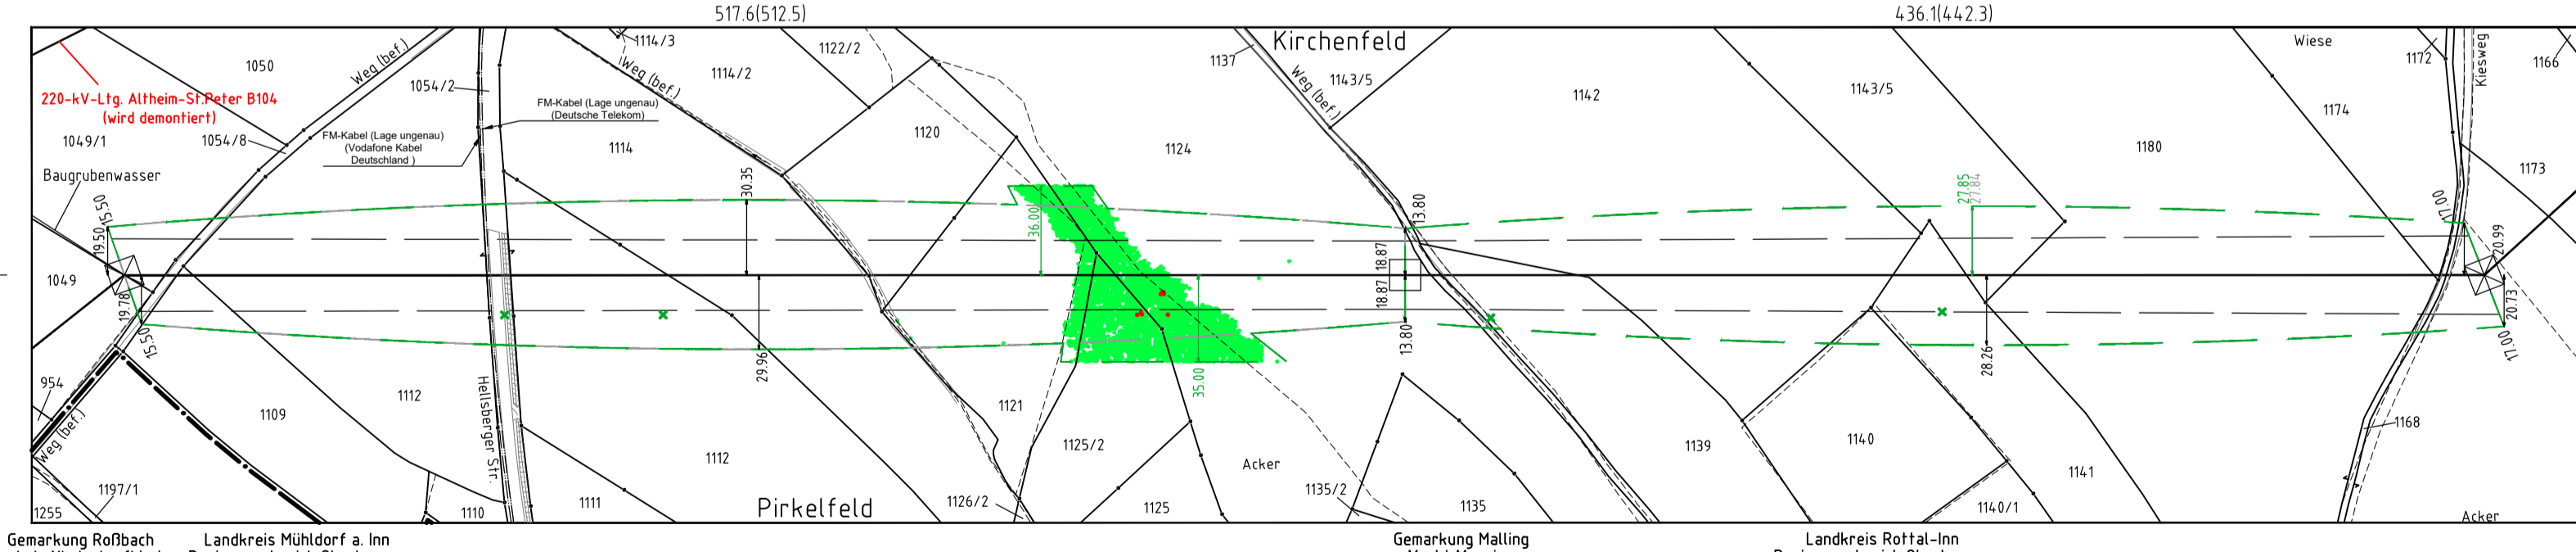 517.6(512.5)
436.1(442.3)
1050
Weg (bef.)
1054/2
1114/3
Weg (bef.)
1114/2
1122/2
1137
Kirchenfeld
Weg (bef.)
1143/5
1142
1143/5
Wiese
1172
Kiesweg
1166
220-kV-Ltg. Altheim-St.Peter B104
(wird demontiert)
FM-Kabel (Lage ungenau)
(Deutsche Telekom)
1049/1
1054/8
FM-Kabel (Lage ungenau)
(Vodafone Kabel
Deutschland )
1114
1120
1124
1180
1174
1173
Baugrubenwasser
15.50
19.50
30.35
36.00
13.80
27.85
27.84
17.00
20.99
1049
19.78
15.50
18.87
18.87
13.80
29.96
35.00
28.26
20.73
17.00
954
Weg (bef.)
1109
1112
Hellsberger Str.
1112
1121
1125/2
Acker
1139
1140
1141
1168
1197/1
1255
1110
1111
Pirkelfeld
1126/2
1125
1135/2
1135
1140/1
Acker
Gemarkung Roßbach
Landkreis Mühldorf a. Inn
Gemarkung Malling
Landkreis Rottal-Inn